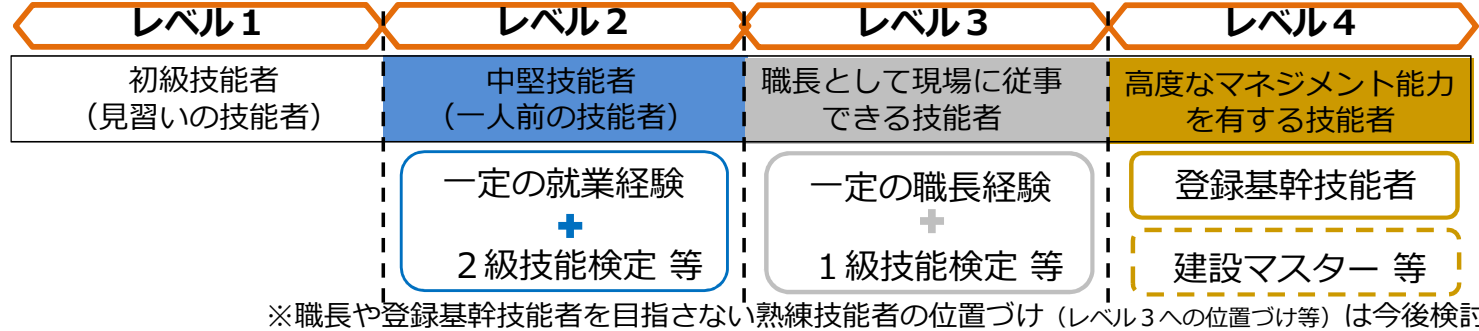 レベル1 レベル2 レベル3 レベル4
初級技能者
（見習いの技能者）
中堅技能者
（一人前の技能者）
職長として現場に従事
できる技能者
高度なマネジメント能力
を有する技能者
一定の就業経験
+
２級技能検定 等
一定の職長経験
+
１級技能検定 等
登録基幹技能者
建設マスター 等
※職長や登録基幹技能者を目指さない熟練技能者の位置づけ（レベル３への位置づけ等）は今後検討